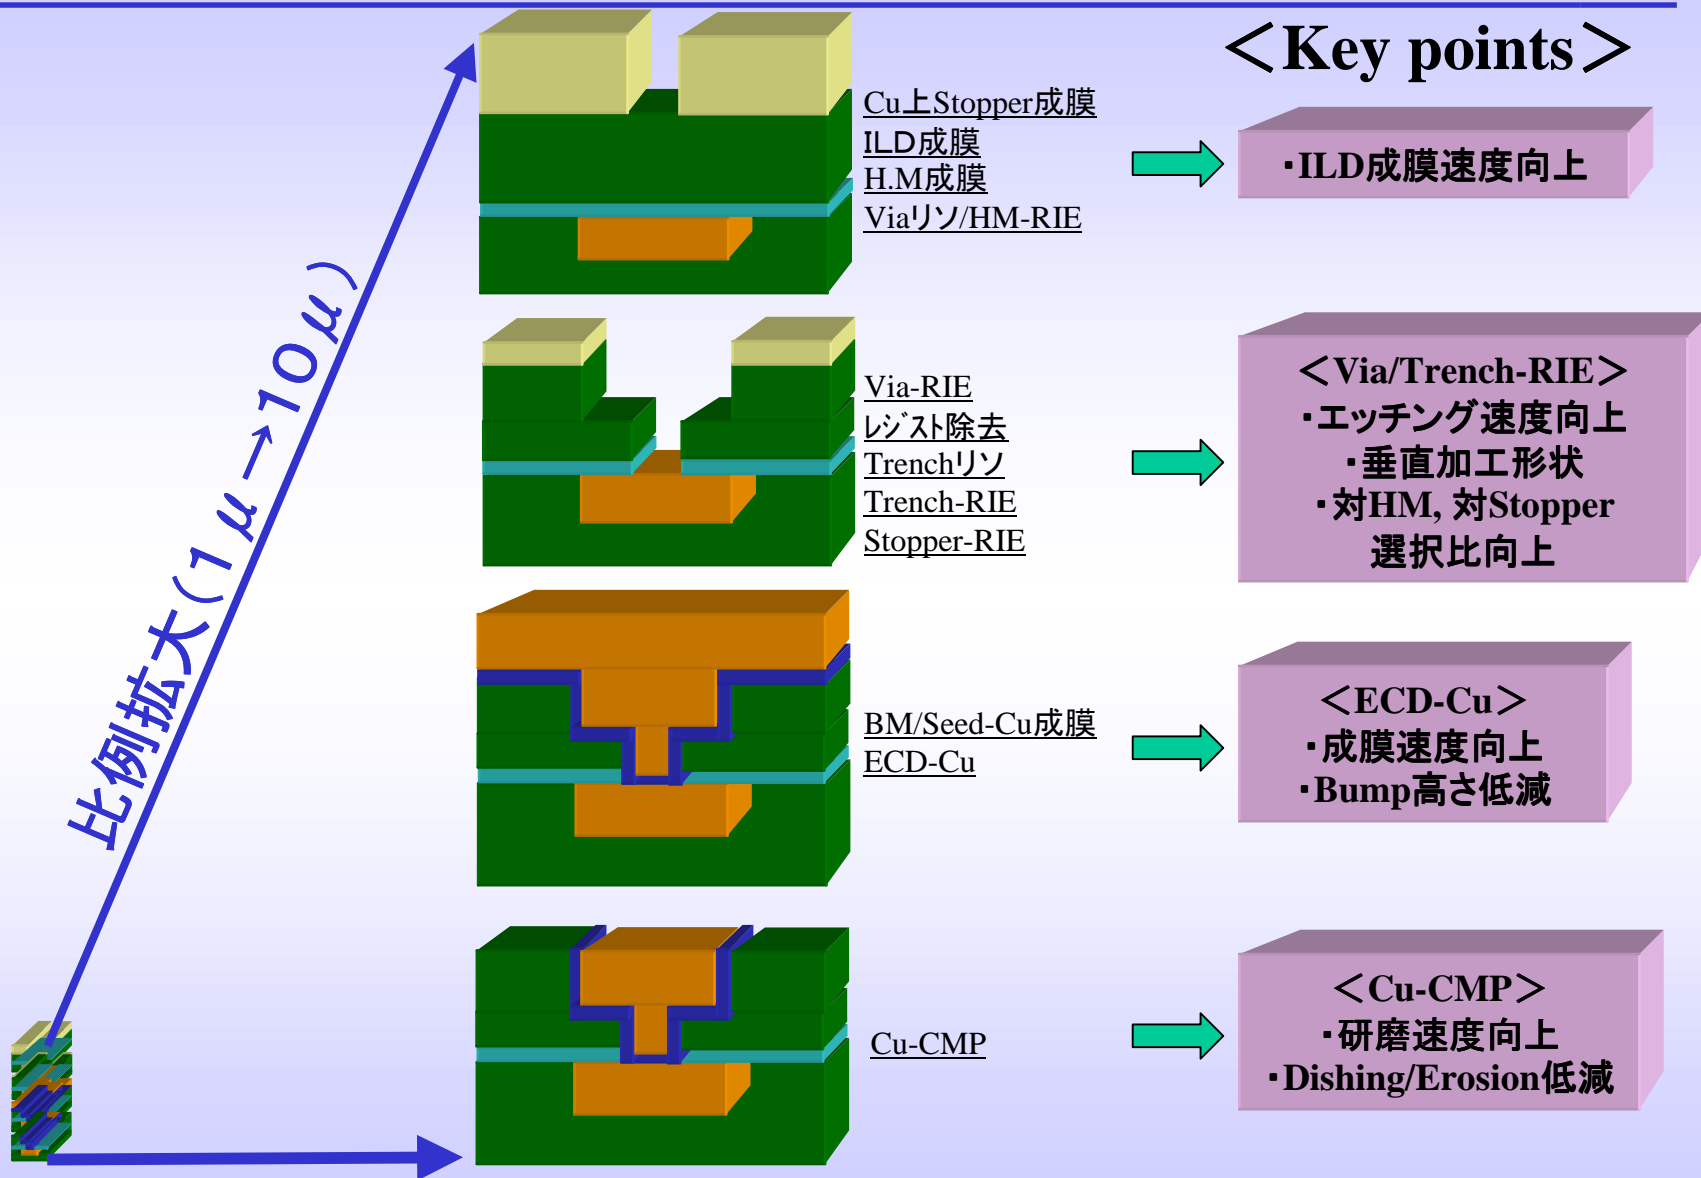 <Key points>
比例拡大(1μ→10μ)
Cu上Stopper成膜
ILD成膜
H.M成膜
Viaリソ/HM-RIE
・ILD成膜速度向上
Via-RIE
レジスト除去
Trenchリソ
Trench-RIE
Stopper-RIE
<Via/Trench-RIE>
・エッチング速度向上
・垂直加工形状
・対HM, 対Stopper
選択比向上
BM/Seed-Cu成膜
ECD-Cu
<ECD-Cu>
・成膜速度向上
・Bump高さ低減
Cu-CMP
<Cu-CMP>
・研磨速度向上
・Dishing/Erosion低減